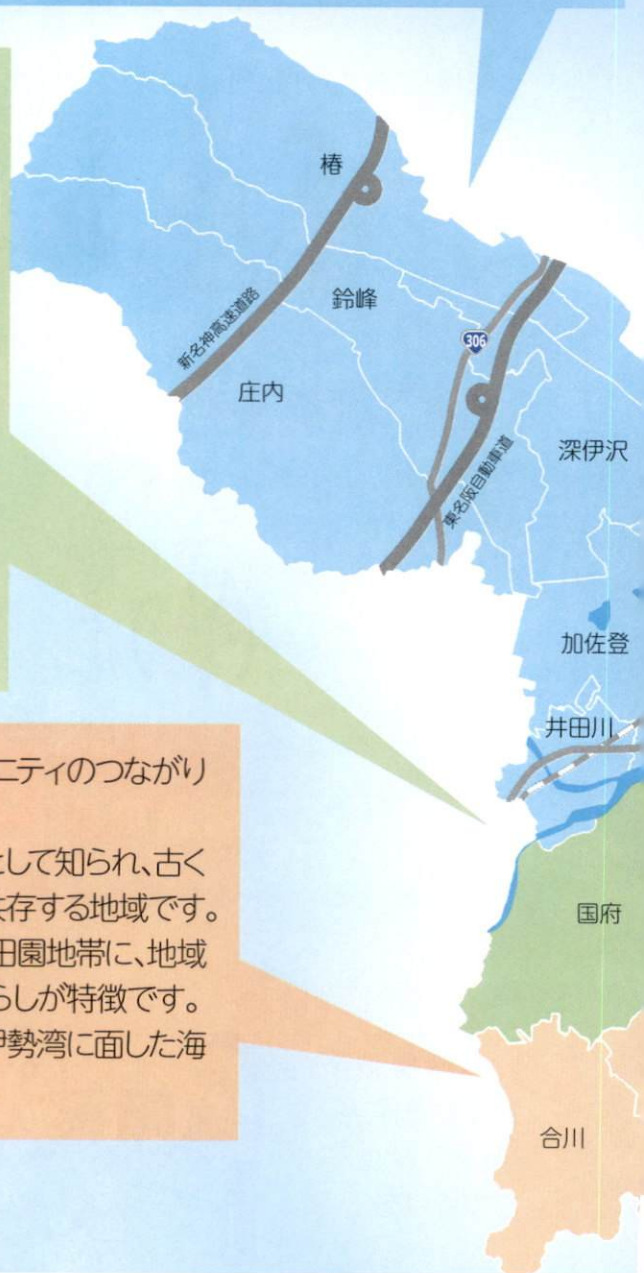 椿
新名神高速道路
鈴峰
306
庄内
東名阪自動車道
深伊沢
加佐登
井田川
国府
ニティのつながり
として知られ、古く
共存する地域です。
田園地帯に、地域
らしが特徴です。
伊勢湾に面した海
合川